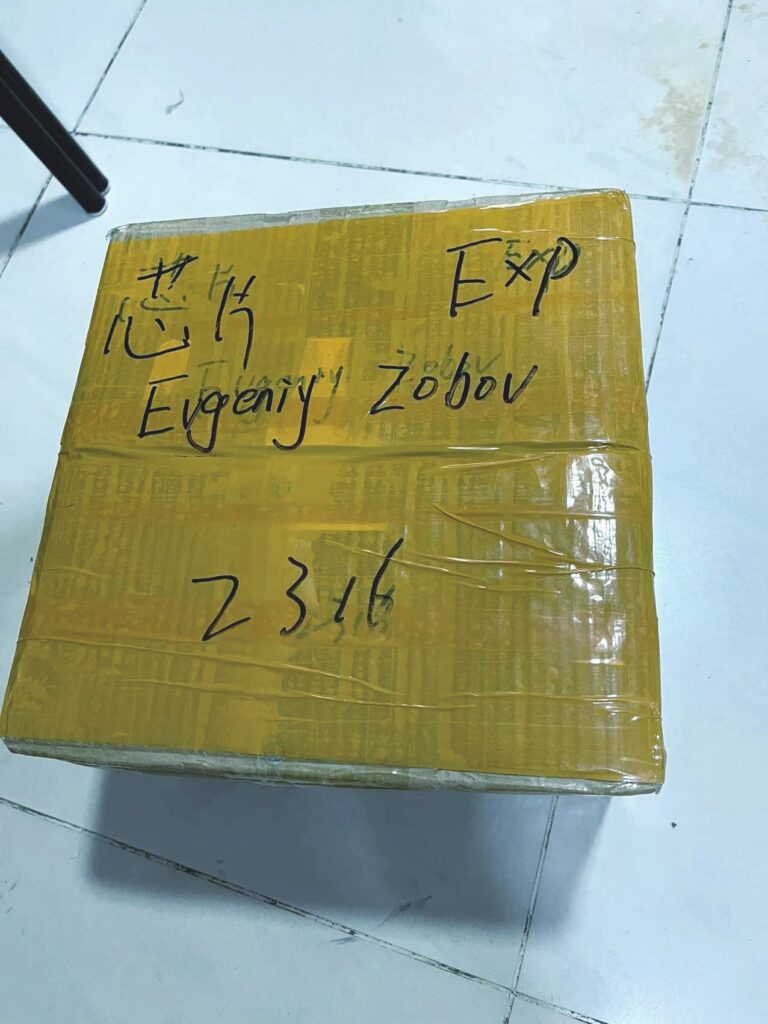 芯片 Exp
Evgeniy Zobov
2316